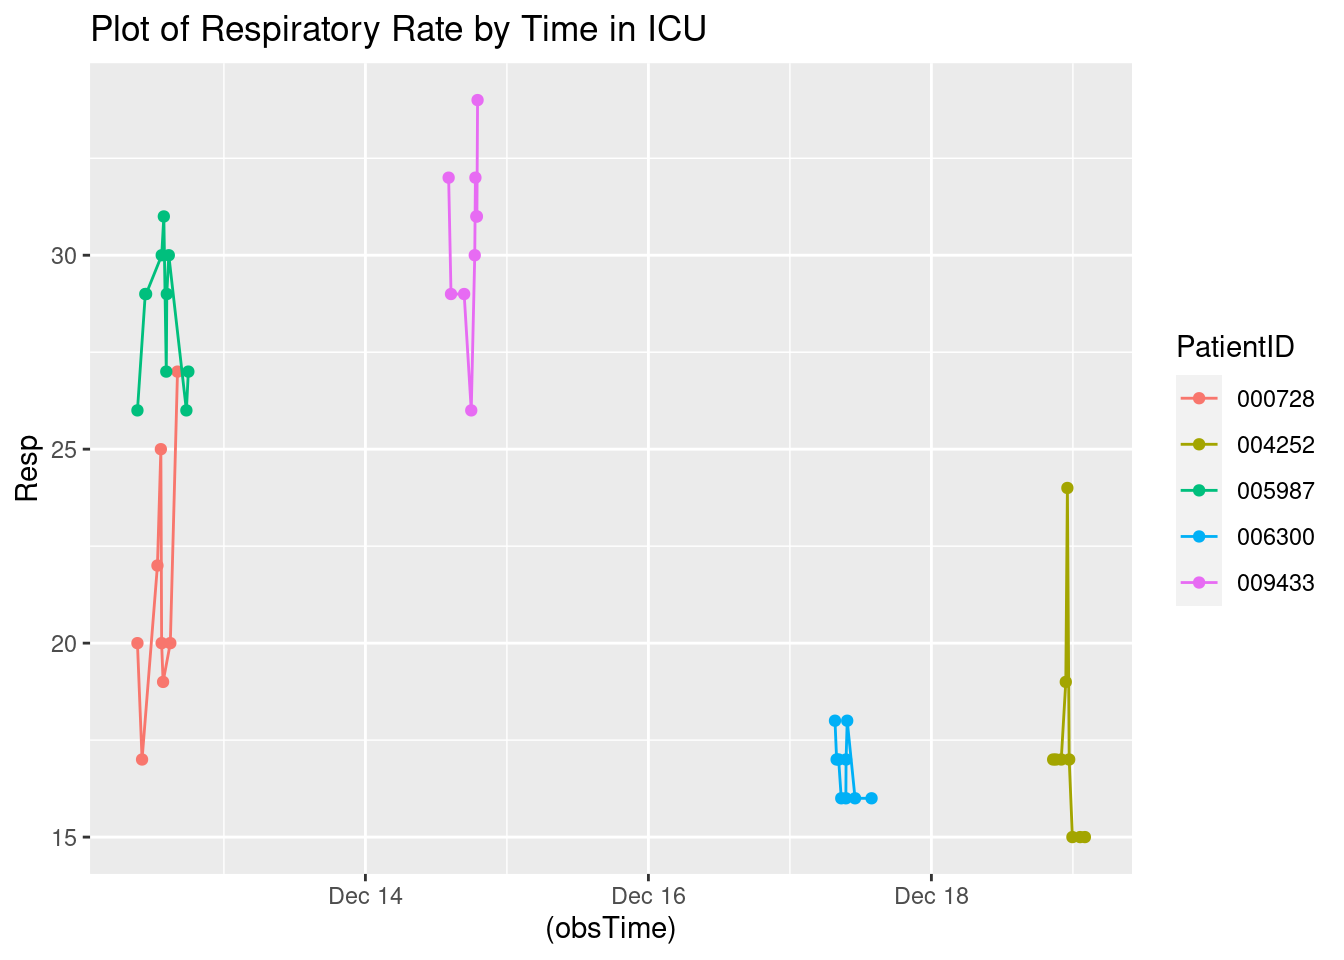 Plot of Respiratory Rate by Time in ICU
Resp
30
25
20
15
Dec 14
Dec 16
Dec 18
(obsTime)
PatientID
000728
004252
005987
006300
009433